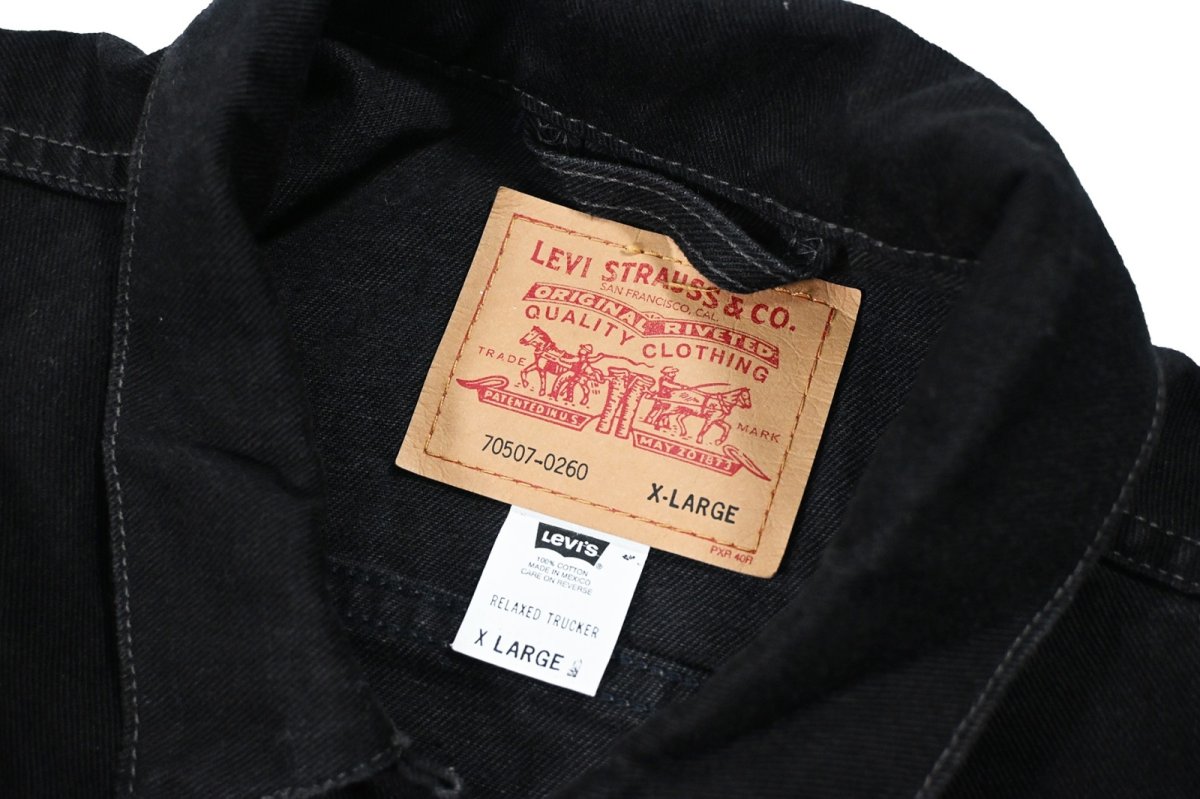 LEVI STRAUSS & CO.
SAN FRANCISCO, CAL.
ORIGINAL RIVETED
QUALITY CLOTHING
TRADE MARK
PATENTED IN U.S.
MAY 20 1873
70507-0260
X-LARGE
PXR 40R
LEVI'S ®
100% COTTON
MADE IN MEXICO
CARE ON REVERSE
RELAXED TRUCKER
X LARGE